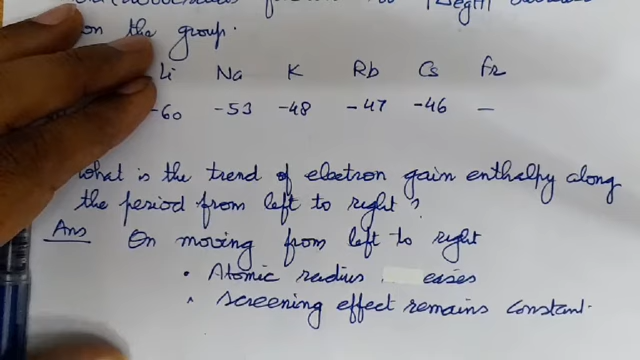 on the group.
Li Na K Rb Cs Fr
-60 -53 -48 -47 -46 —
what is the trend of electron gain enthalpy along
the period from left to right?
Ans On moving from left to right
• Atomic radius eases
• screening effect remains constant.